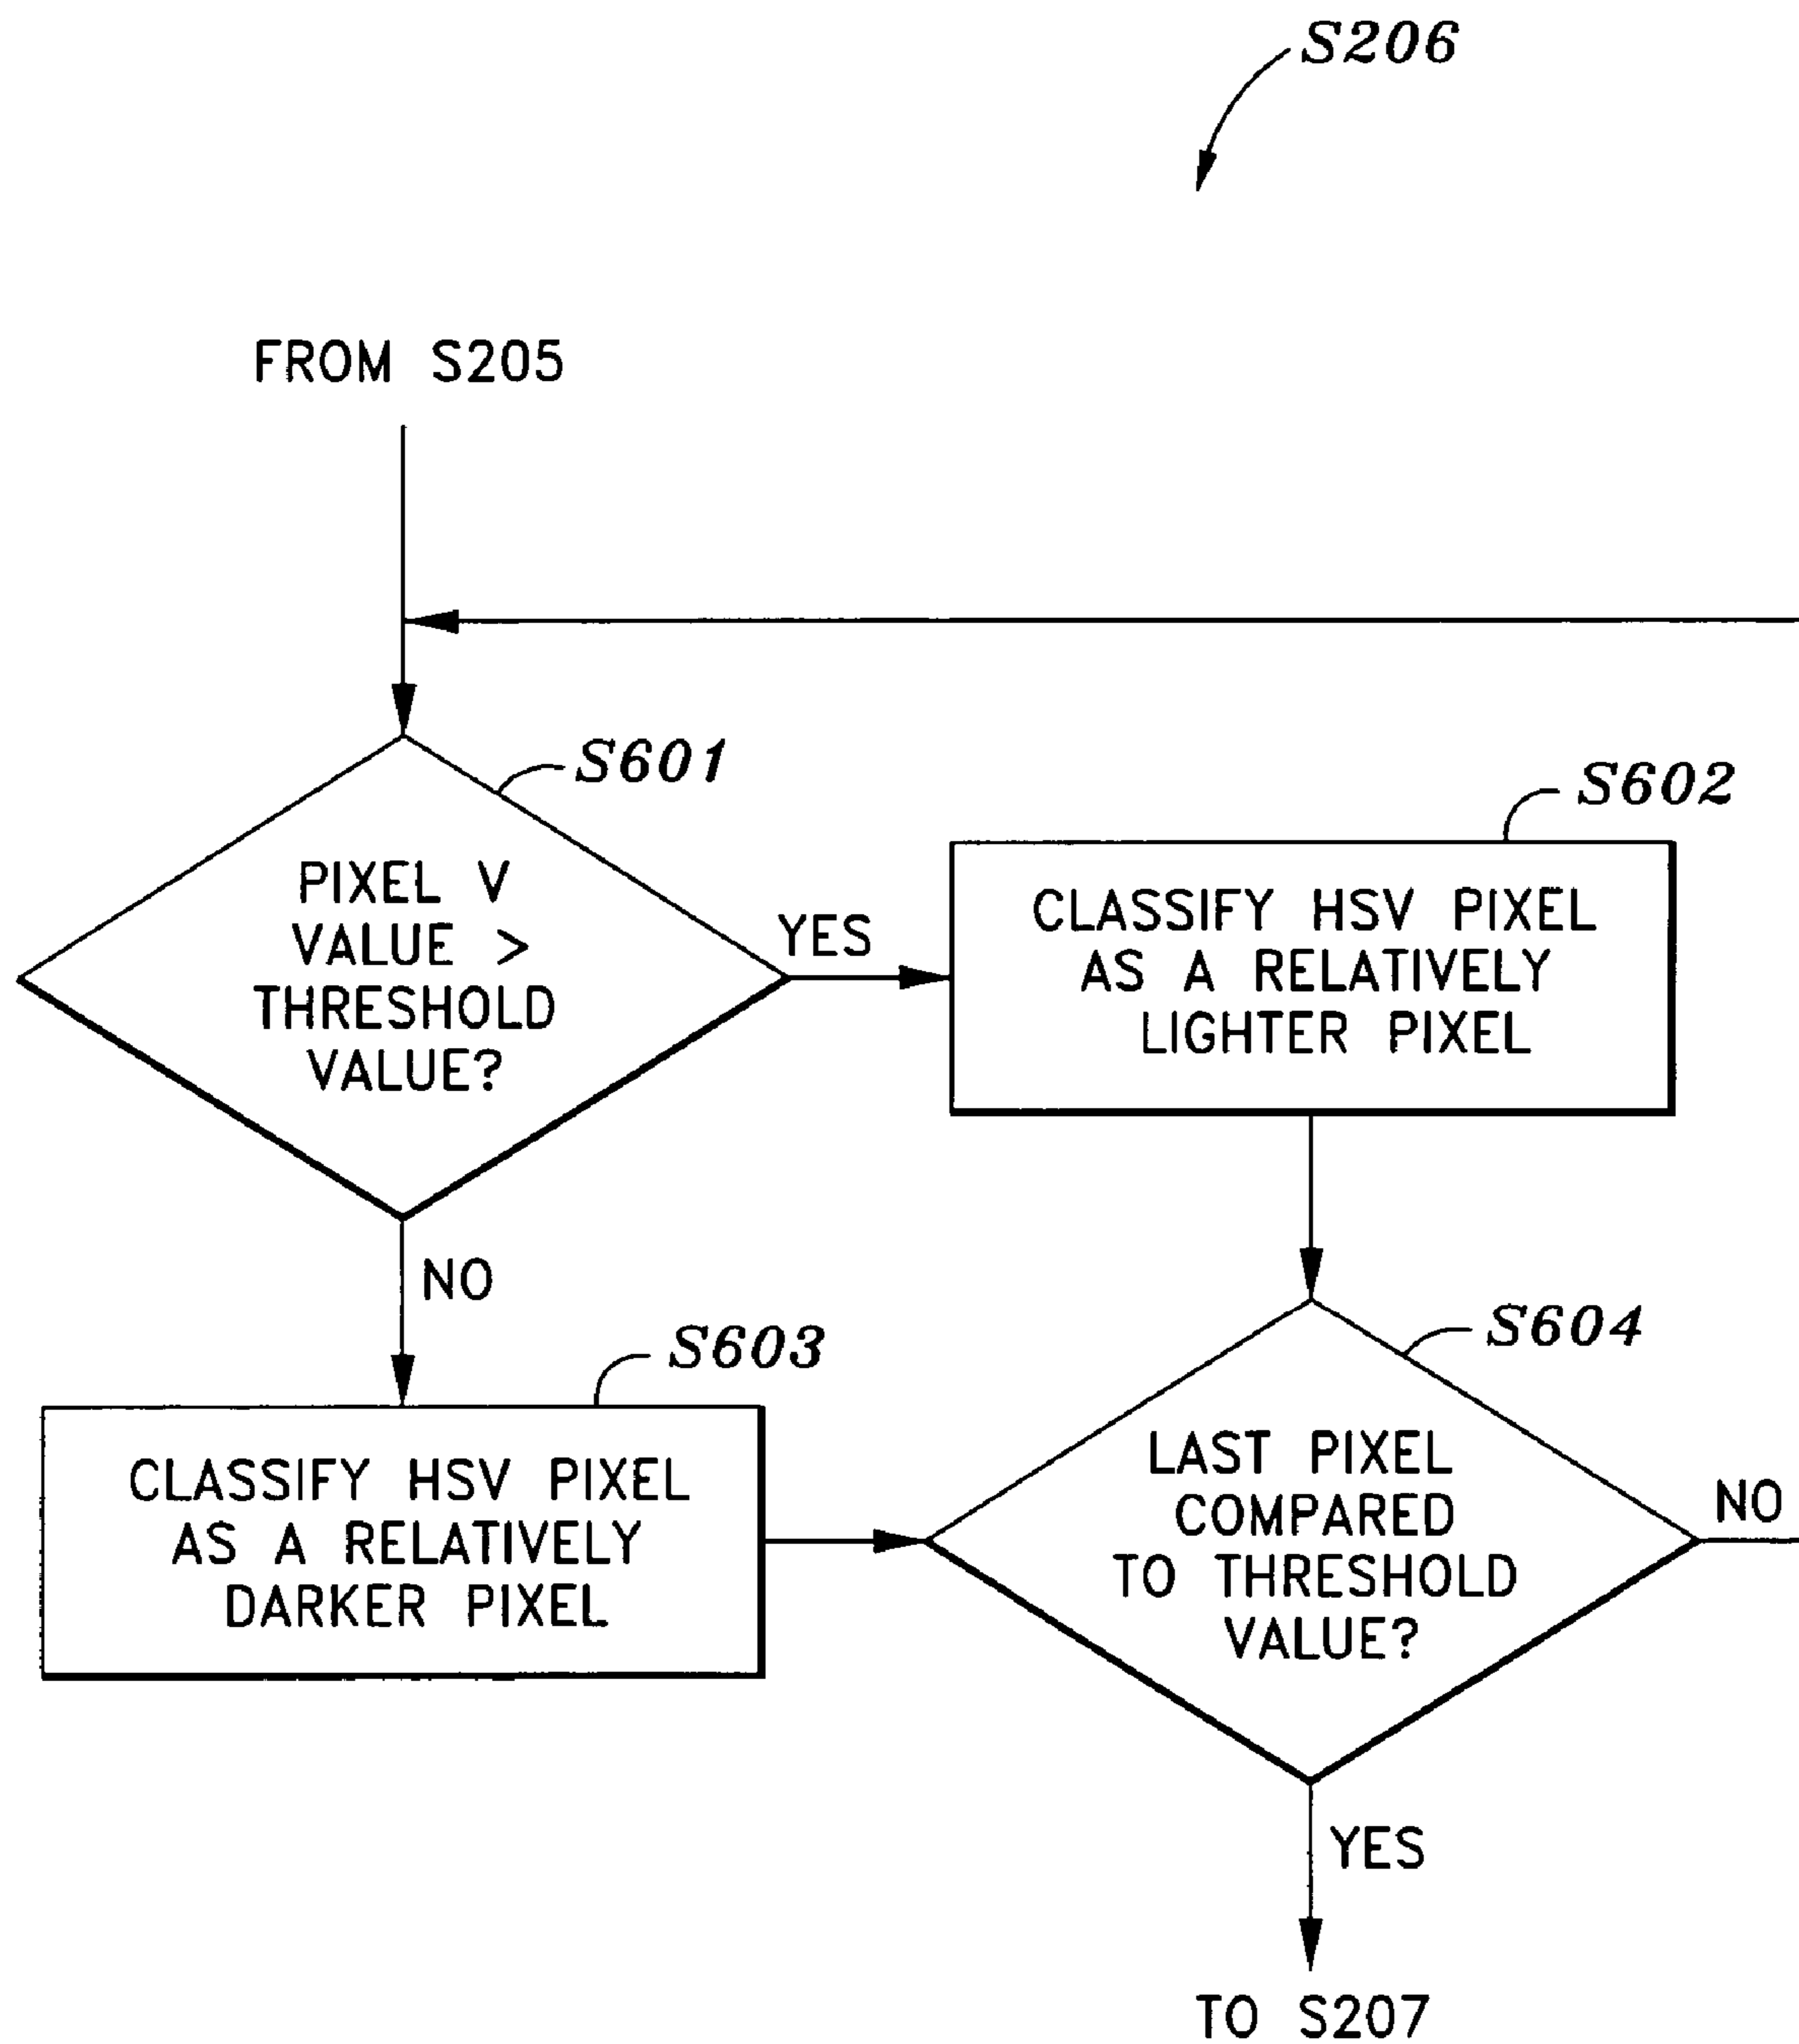 S206
FROM S205
S601
PIXEL V
VALUE >
THRESHOLD
VALUE?
YES
NO
S602
CLASSIFY HSV PIXEL
AS A RELATIVELY
LIGHTER PIXEL
S603
CLASSIFY HSV PIXEL
AS A RELATIVELY
DARKER PIXEL
S604
LAST PIXEL
COMPARED
TO THRESHOLD
VALUE?
NO
YES
TO S207